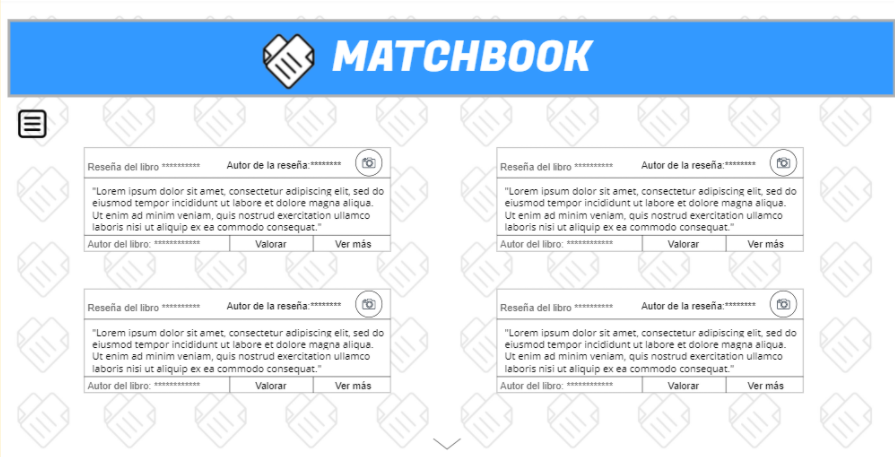 MATCHBOOK
Reseña del libro **********
Autor de la reseña:********
"Lorem ipsum dolor sit amet, consectetur adipiscing elit, sed do
eiusmod tempor incididunt ut labore et dolore magna aliqua.
Ut enim ad minim veniam, quis nostrud exercitation ullamco
laboris nisi ut aliquip ex ea commodo consequat."
Autor del libro: ************
Valorar
Ver más
Reseña del libro **********
Autor de la reseña:********
"Lorem ipsum dolor sit amet, consectetur adipiscing elit, sed do
eiusmod tempor incididunt ut labore et dolore magna aliqua.
Ut enim ad minim veniam, quis nostrud exercitation ullamco
laboris nisi ut aliquip ex ea commodo consequat."
Autor del libro: ************
Valorar
Ver más
Reseña del libro **********
Autor de la reseña:********
"Lorem ipsum dolor sit amet, consectetur adipiscing elit, sed do
eiusmod tempor incididunt ut labore et dolore magna aliqua.
Ut enim ad minim veniam, quis nostrud exercitation ullamco
laboris nisi ut aliquip ex ea commodo consequat."
Autor del libro: ************
Valorar
Ver más
Reseña del libro **********
Autor de la reseña:********
"Lorem ipsum dolor sit amet, consectetur adipiscing elit, sed do
eiusmod tempor incididunt ut labore et dolore magna aliqua.
Ut enim ad minim veniam, quis nostrud exercitation ullamco
laboris nisi ut aliquip ex ea commodo consequat."
Autor del libro: ************
Valorar
Ver más